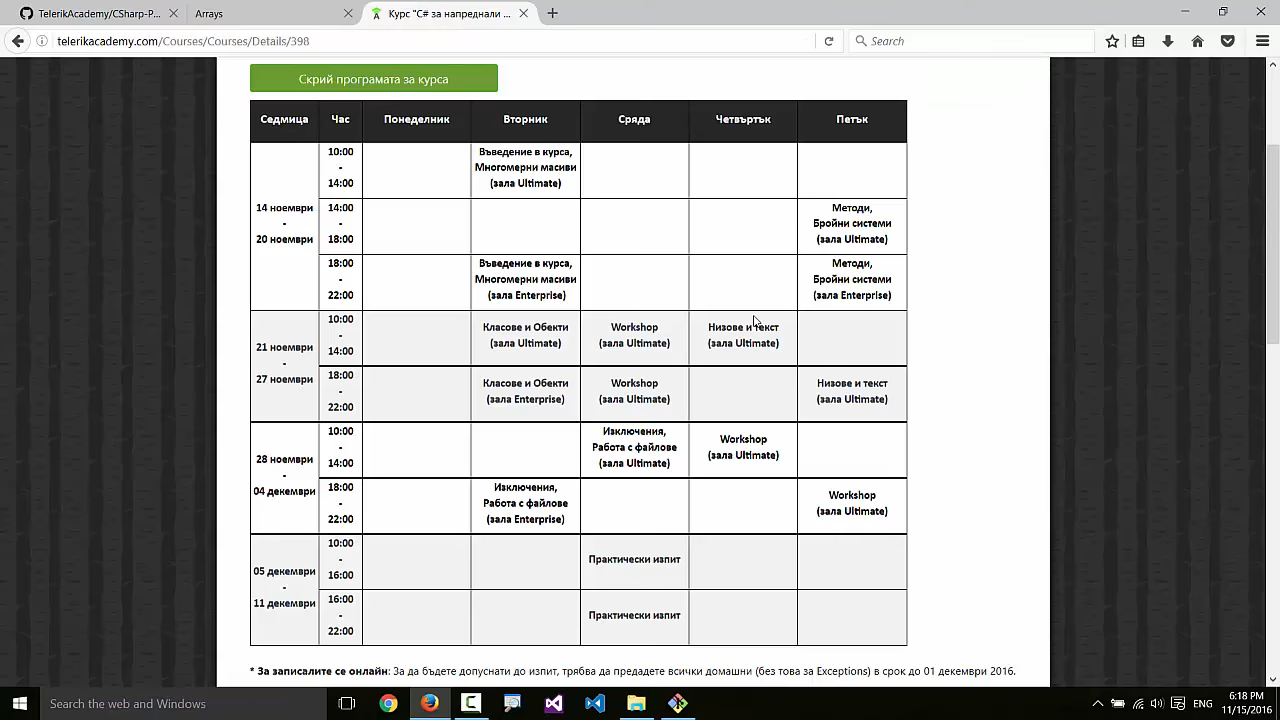 TelerikAcademy/CSharp-P...
Arrays
Курс "C# за напреднали ...
telerikacademy.com/Courses/Courses/Details/398
Search
Скрий програмата за курса
Седмица Час Понеделник Вторник Сряда Четвъртък Петък
14 ноември
-
20 ноември
10:00
-
14:00
Въведение в курса,
Многомерни масиви
(зала Ultimate)
14:00
-
18:00
Методи,
Бройни системи
(зала Ultimate)
18:00
-
22:00
Въведение в курса,
Многомерни масиви
(зала Enterprise)
Методи,
Бройни системи
(зала Enterprise)
21 ноември
-
27 ноември
10:00
-
14:00
Класове и Обекти
(зала Ultimate)
Workshop
(зала Ultimate)
Низове и текст
(зала Ultimate)
18:00
-
22:00
Класове и Обекти
(зала Enterprise)
Workshop
(зала Ultimate)
Низове и текст
(зала Ultimate)
28 ноември
-
04 декември
10:00
-
14:00
Изключения,
Работа с файлове
(зала Ultimate)
Workshop
(зала Ultimate)
18:00
-
22:00
Изключения,
Работа с файлове
(зала Enterprise)
Workshop
(зала Ultimate)
05 декември
-
11 декември
10:00
-
16:00
Практически изпит
16:00
-
22:00
Практически изпит
* За записалите се онлайн: За да бъдете допуснати до изпит, трябва да предадете всички домашни (без това за Exceptions) в срок до 01 декември 2016.
Search the web and Windows
ENG
6:18 PM
11/15/2016